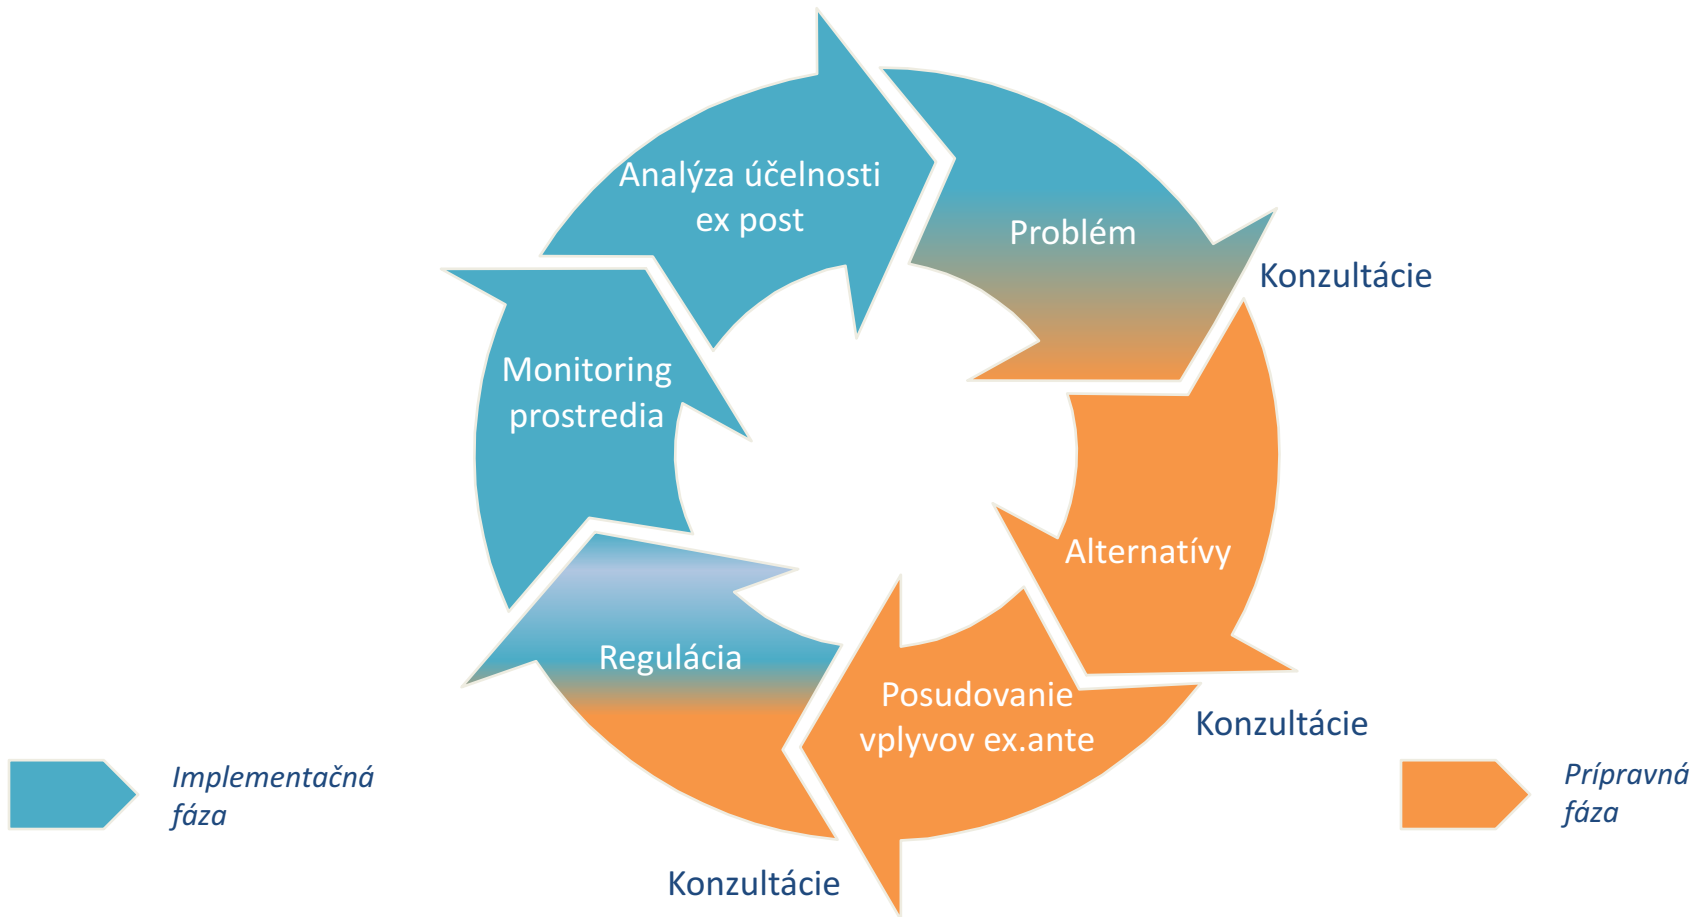 Analýza účelnosti
ex post
Problém
Konzultácie
Monitoring
prostredia
Alternatívy
Regulácia
Posudovanie
vplyvov ex.ante
Konzultácie
Implementačná
fáza
Prípravná
fáza
Konzultácie